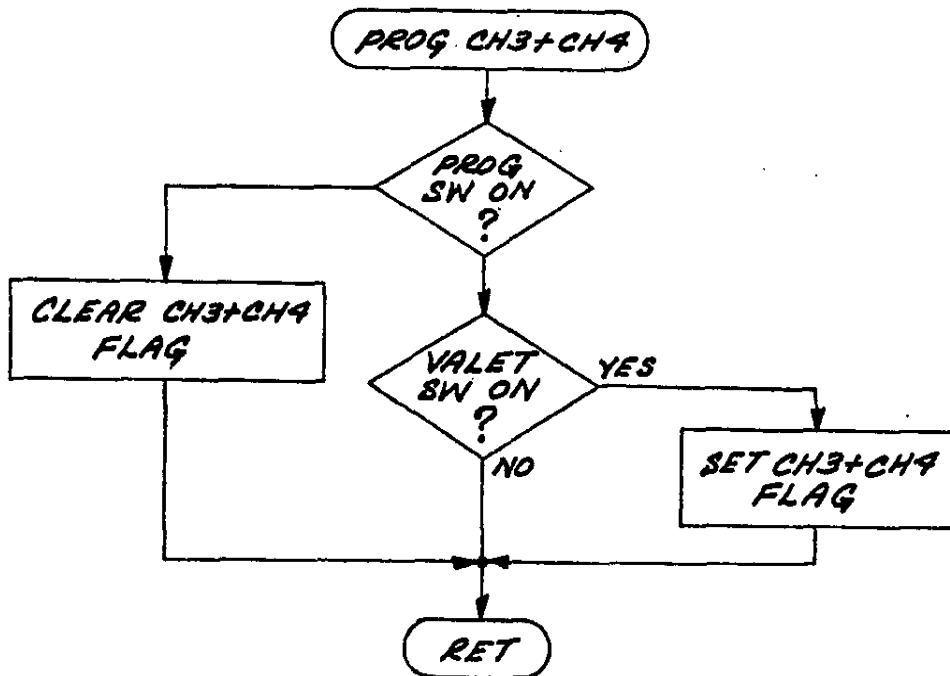 PROG CH3+CH4
PROG
SW ON
?
CLEAR CH3+CH4
FLAG
VALET
SW ON
?
YES
NO
SET CH3+CH4
FLAG
RET